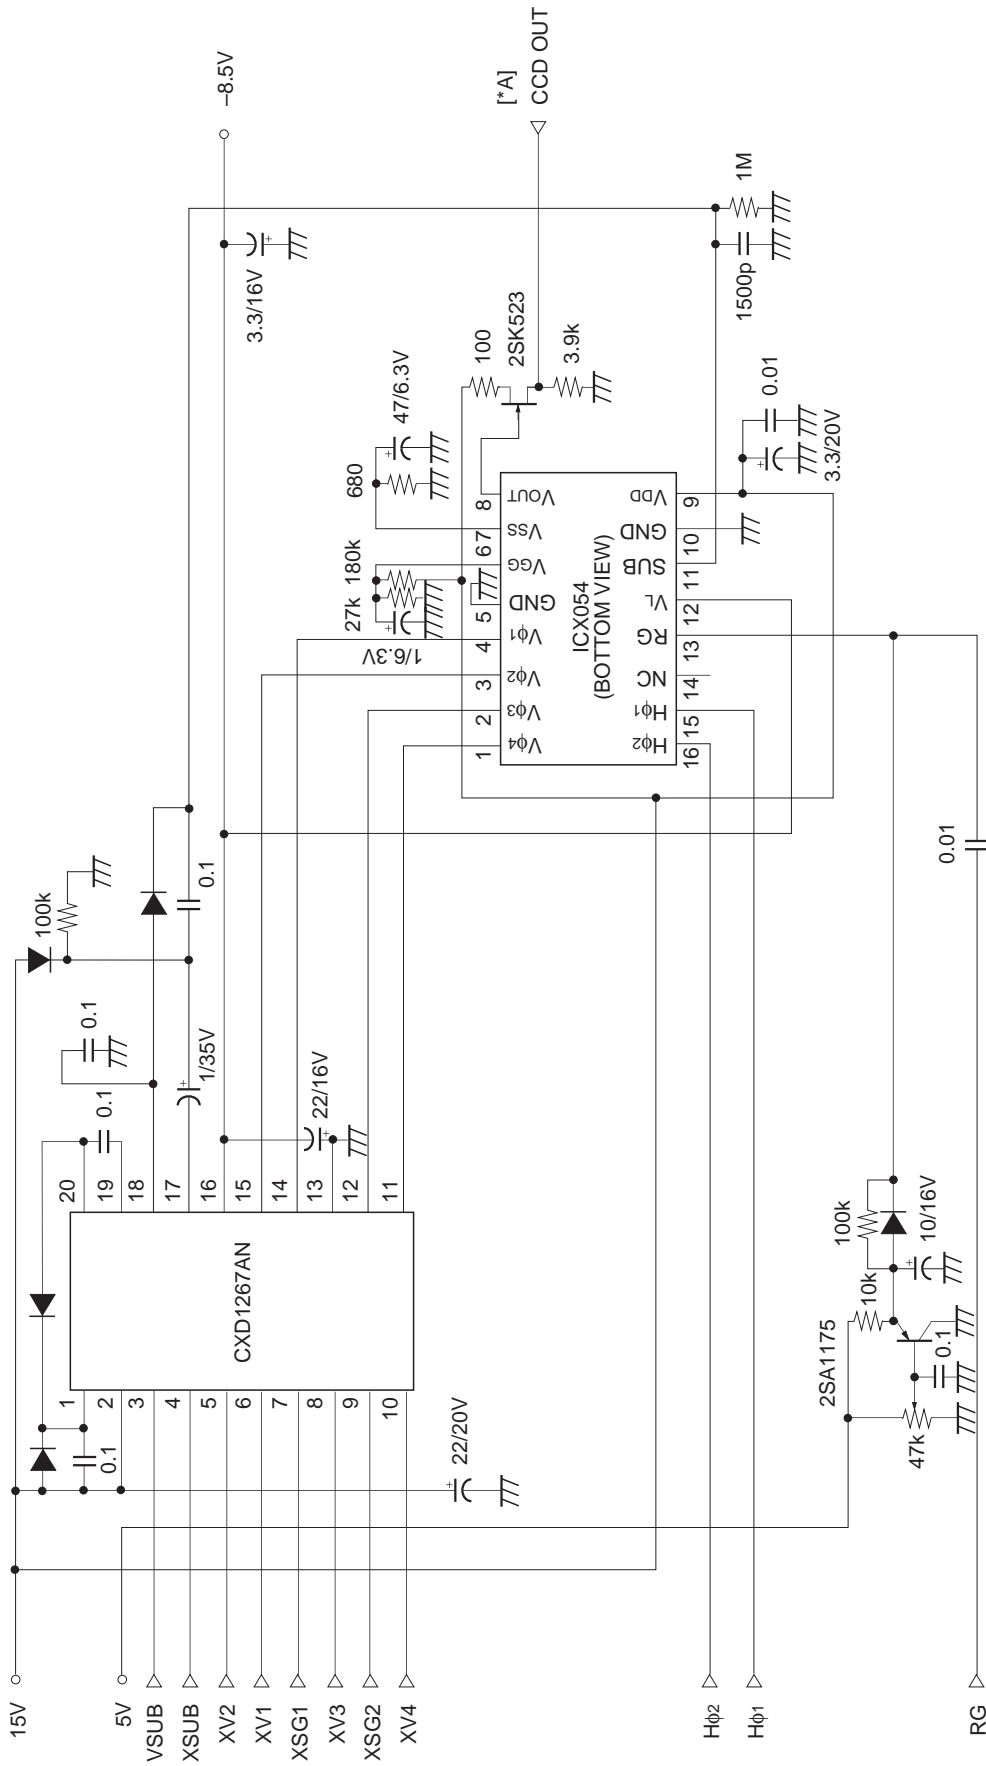 15V
5V
VSUB
XSUB
XV2
XV1
XSG1
XV3
XSG2
XV4
Hϕ2
Hϕ1
RG
22/20V
0.1
1
2
3
4
5
6
7
8
9
10
CXD1267AN
20
19
18
17
16
15
14
13
12
11
0.1
0.1
1/35V
22/16V
100k
0.1
–8.5V
3.3/16V
[*A]
CCD OUT
1M
1500p
100
2SK523
3.9k
47/6.3V
680
180k
27k
1/6.3V
0.01
3.3/20V
ICX054
(BOTTOM VIEW)
8 VOUT
7 VSS
6 VGG
5 GND
4 Vϕ1
3 Vϕ2
2 Vϕ3
1 Vϕ4
VDD 9
GND 10
SUB 11
VL 12
RG 13
NC 14
Hϕ1 15
Hϕ2 16
0.01
100k
10/16V
10k
2SA1175
0.1
47k